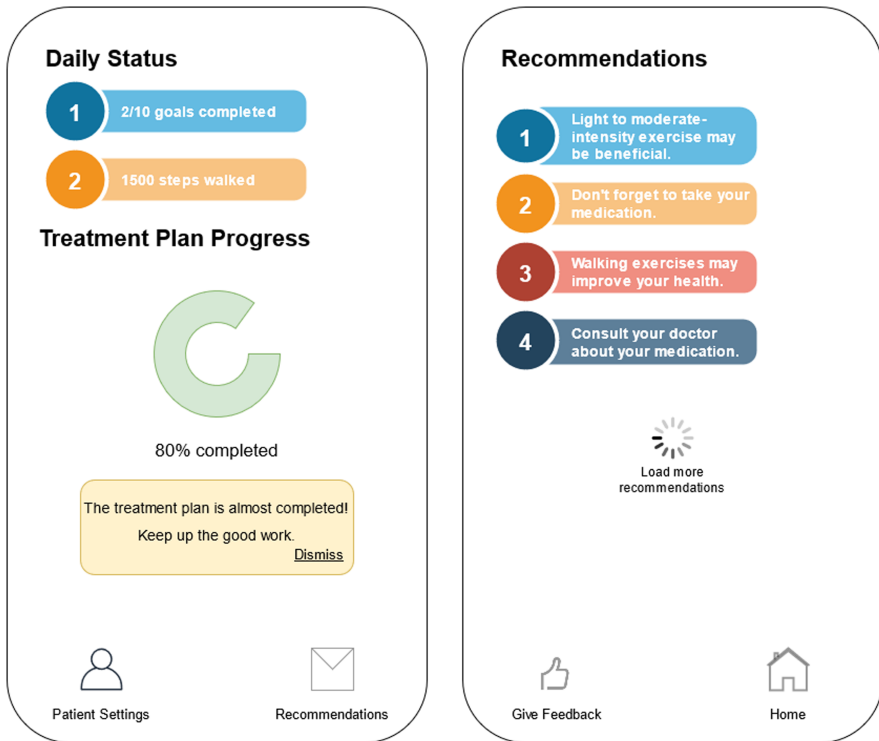 Daily Status
1
2/10 goals completed
2
1500 steps walked
Treatment Plan Progress
80% completed
The treatment plan is almost completed!
Keep up the good work.
Dismiss
Patient Settings
Recommendations
Recommendations
1
Light to moderate-
intensity exercise may
be beneficial.
2
Don't forget to take your
medication.
3
Walking exercises may
improve your health.
4
Consult your doctor
about your medication.
Load more
recommendations
Give Feedback
Home